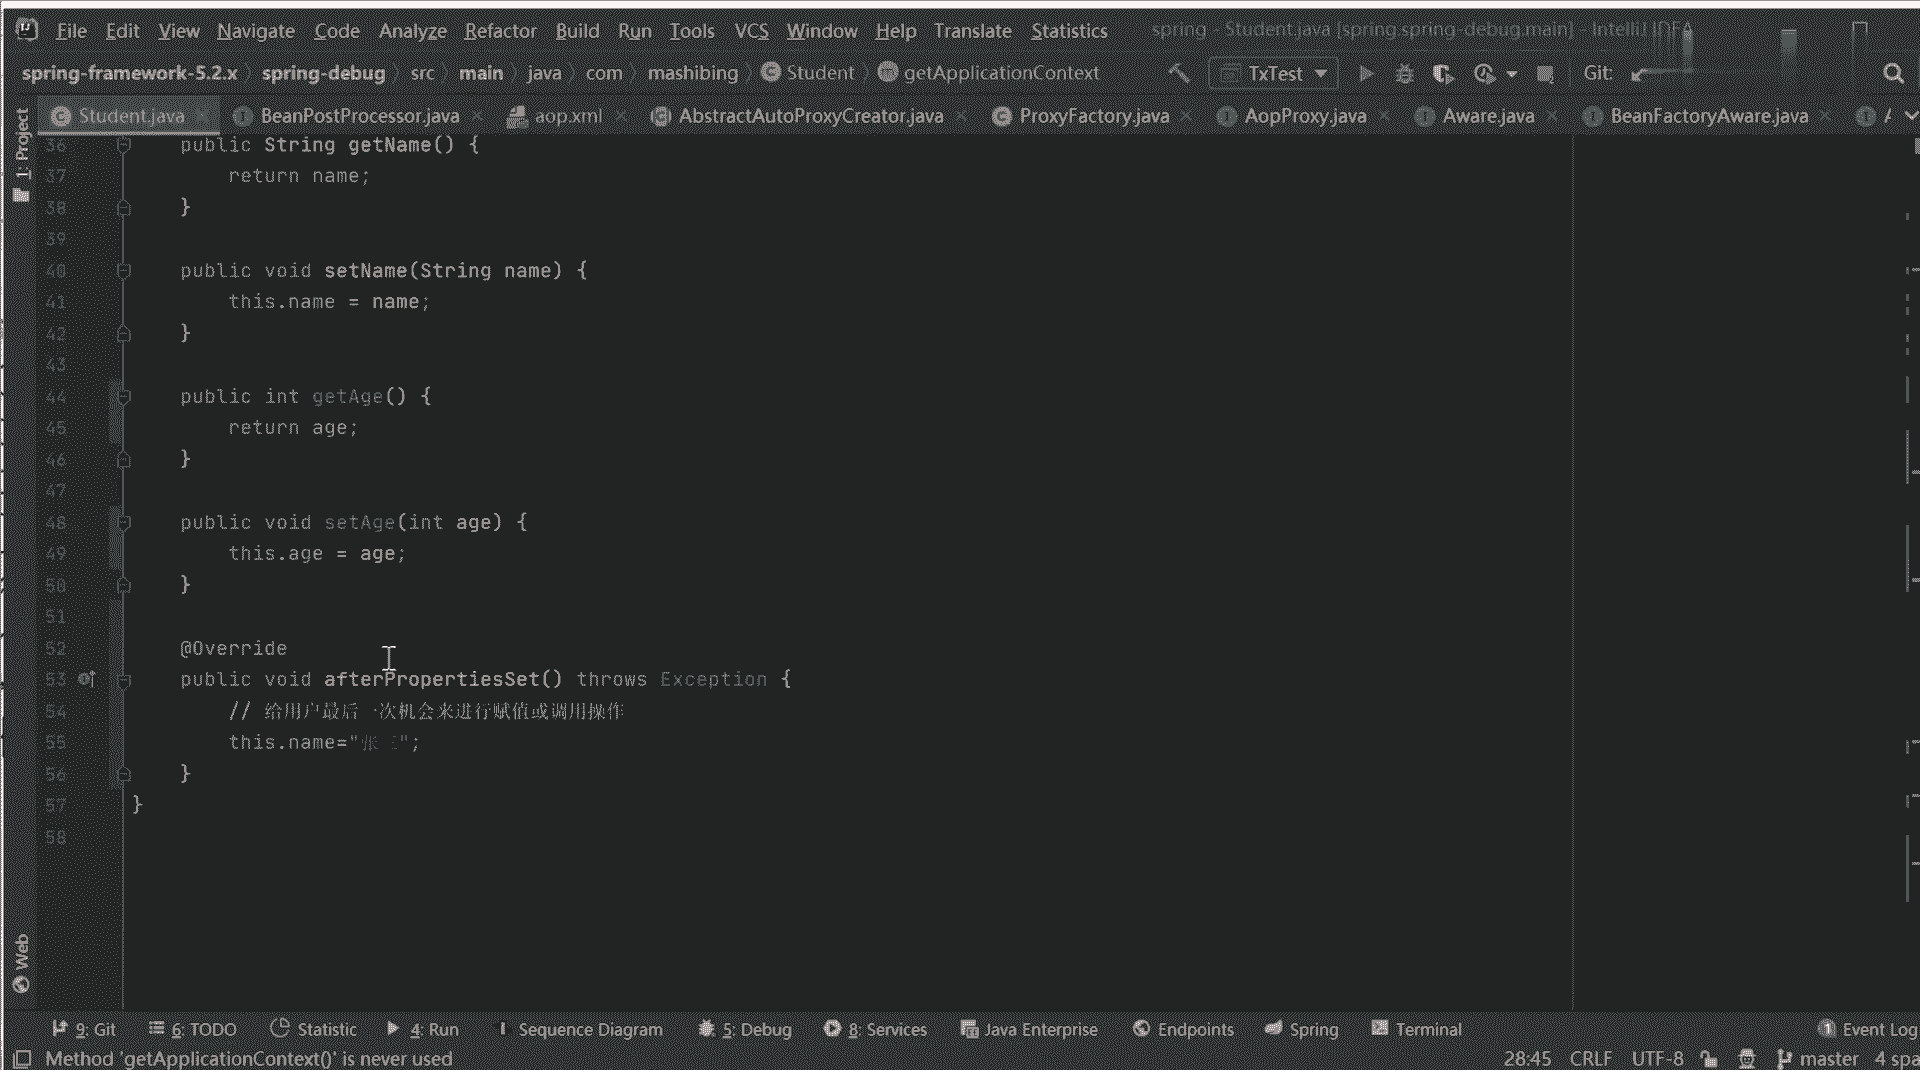 File Edit View Navigate Code Analyze Refactor Build Run Tools VCS Window Help Translate Statistics spring - Student.java [spring.spring-debug.main] - IntelliJ IDEA
spring-framework-5.2.x spring-debug src main java com mashibing Student getApplicationContext TxTest Git:
Student.java BeanPostProcessor.java aop.xml AbstractAutoProxyCreator.java ProxyFactory.java AopProxy.java Aware.java BeanFactoryAware.java
1: Project
36 public String getName() {
37 return name;
38 }
39
40 public void setName(String name) {
41 this.name = name;
42 }
43
44 public int getAge() {
45 return age;
46 }
47
48 public void setAge(int age) {
49 this.age = age;
50 }
51
52 @Override
53 public void afterPropertiesSet() throws Exception {
54 // 给用户最后一次机会来进行赋值或调用操作
55 this.name="张三";
56 }
57 }
58
Web
9: Git 6: TODO Statistic 4: Run Sequence Diagram 5: Debug 8: Services Java Enterprise Endpoints Spring Terminal 1 Event Log
Method 'getApplicationContext()' is never used 28:45 CRLF UTF-8 master 4 spa